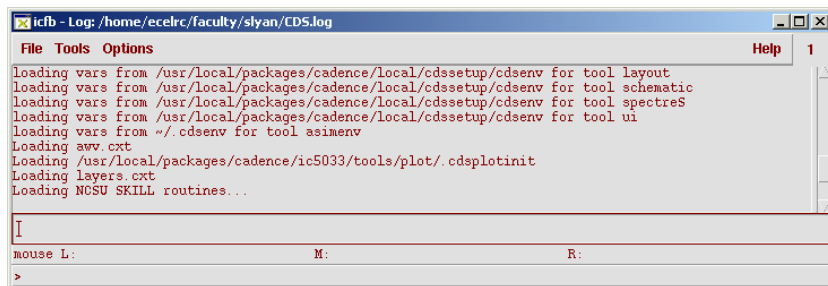 icfb - Log: /home/ecelrc/faculty/slyan/CDS.log
File Tools Options Help 1
loading vars from /usr/local/packages/cadence/local/cdssetup/cdsenv for tool layout
loading vars from /usr/local/packages/cadence/local/cdssetup/cdsenv for tool schematic
loading vars from /usr/local/packages/cadence/local/cdssetup/cdsenv for tool spectreS
loading vars from /usr/local/packages/cadence/local/cdssetup/cdsenv for tool ui
loading vars from ~/.cdsenv for tool asimenv
Loading awv.cxt
Loading /usr/local/packages/cadence/ic5033/tools/plot/.cdsplotinit
Loading layers.cxt
Loading NCSU SKILL routines...
mouse L: M: R:
>